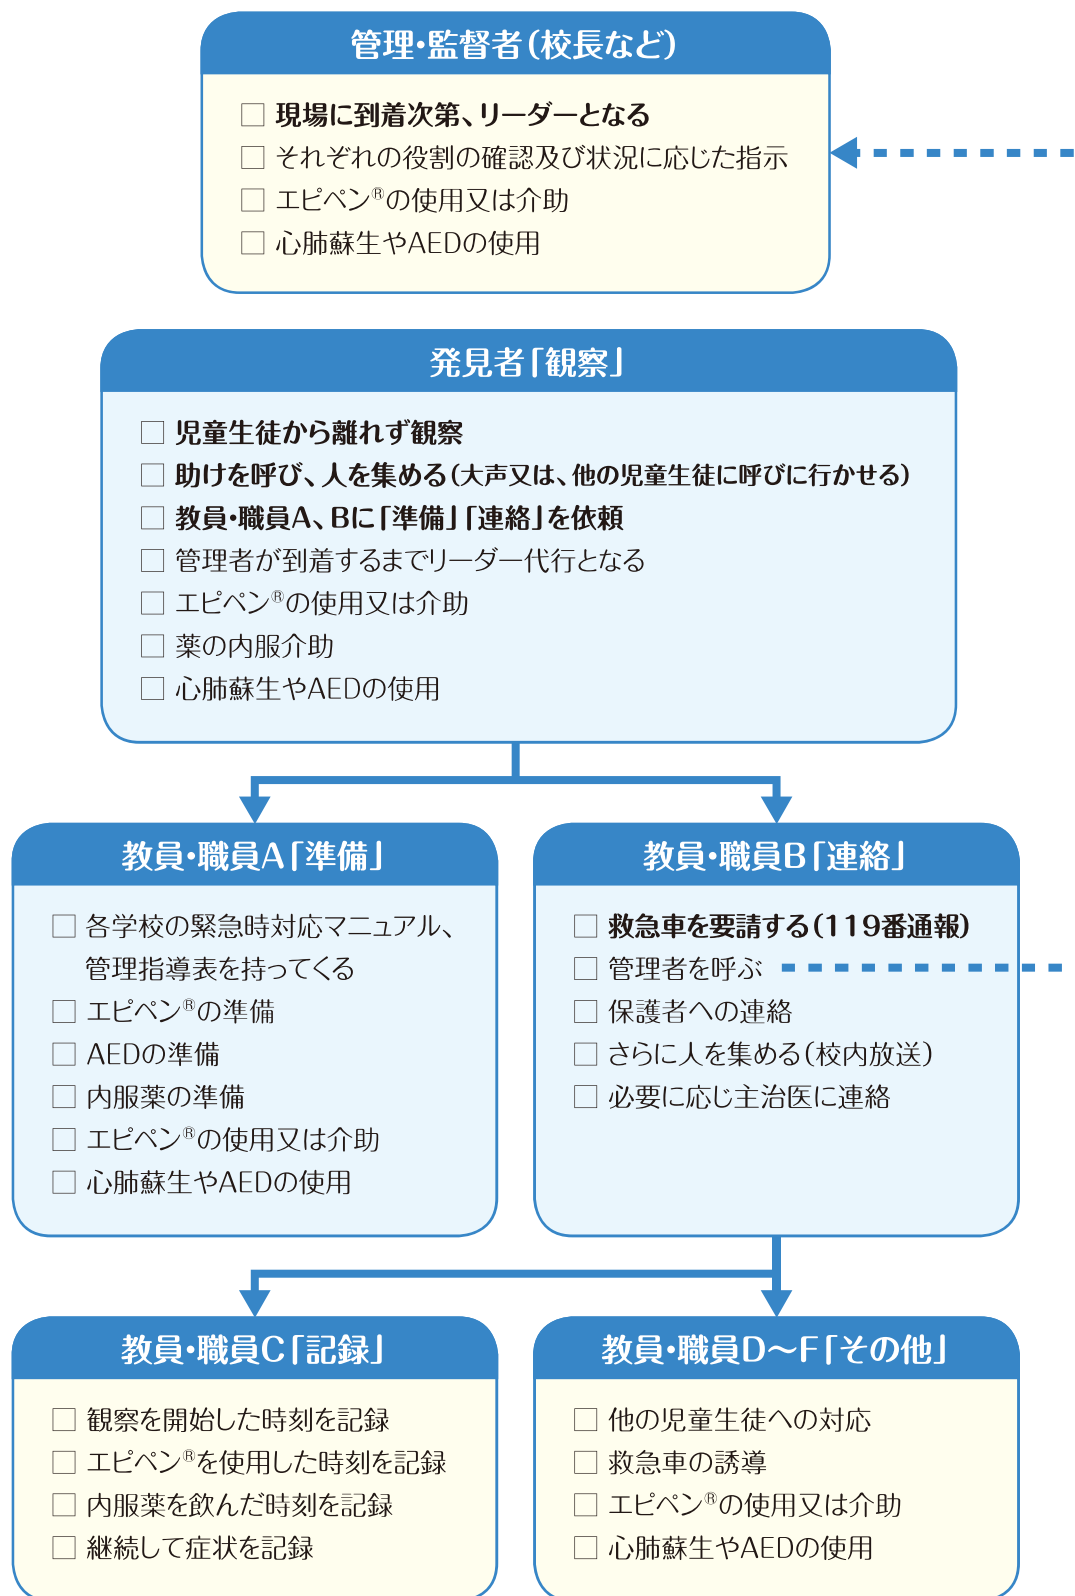 管理・監督者(校長など)
□ 現場に到着次第、リーダーとなる
□ それぞれの役割の確認及び状況に応じた指示
□ エピペン®の使用又は介助
□ 心肺蘇生やAEDの使用
発見者「観察」
□ 児童生徒から離れず観察
□ 助けを呼び、人を集める(大声又は、他の児童生徒に呼びに行かせる)
□ 教員・職員A、Bに「準備」「連絡」を依頼
□ 管理者が到着するまでリーダー代行となる
□ エピペン®の使用又は介助
□ 薬の内服介助
□ 心肺蘇生やAEDの使用
教員・職員A「準備」
□ 各学校の緊急時対応マニュアル、
管理指導表を持ってくる
□ エピペン®の準備
□ AEDの準備
□ 内服薬の準備
□ エピペン®の使用又は介助
□ 心肺蘇生やAEDの使用
教員・職員B「連絡」
□ 救急車を要請する(119番通報)
□ 管理者を呼ぶ
□ 保護者への連絡
□ さらに人を集める(校内放送)
□ 必要に応じ主治医に連絡
教員・職員C「記録」
□ 観察を開始した時刻を記録
□ エピペン®を使用した時刻を記録
□ 内服薬を飲んだ時刻を記録
□ 継続して症状を記録
教員・職員D〜F「その他」
□ 他の児童生徒への対応
□ 救急車の誘導
□ エピペン®の使用又は介助
□ 心肺蘇生やAEDの使用